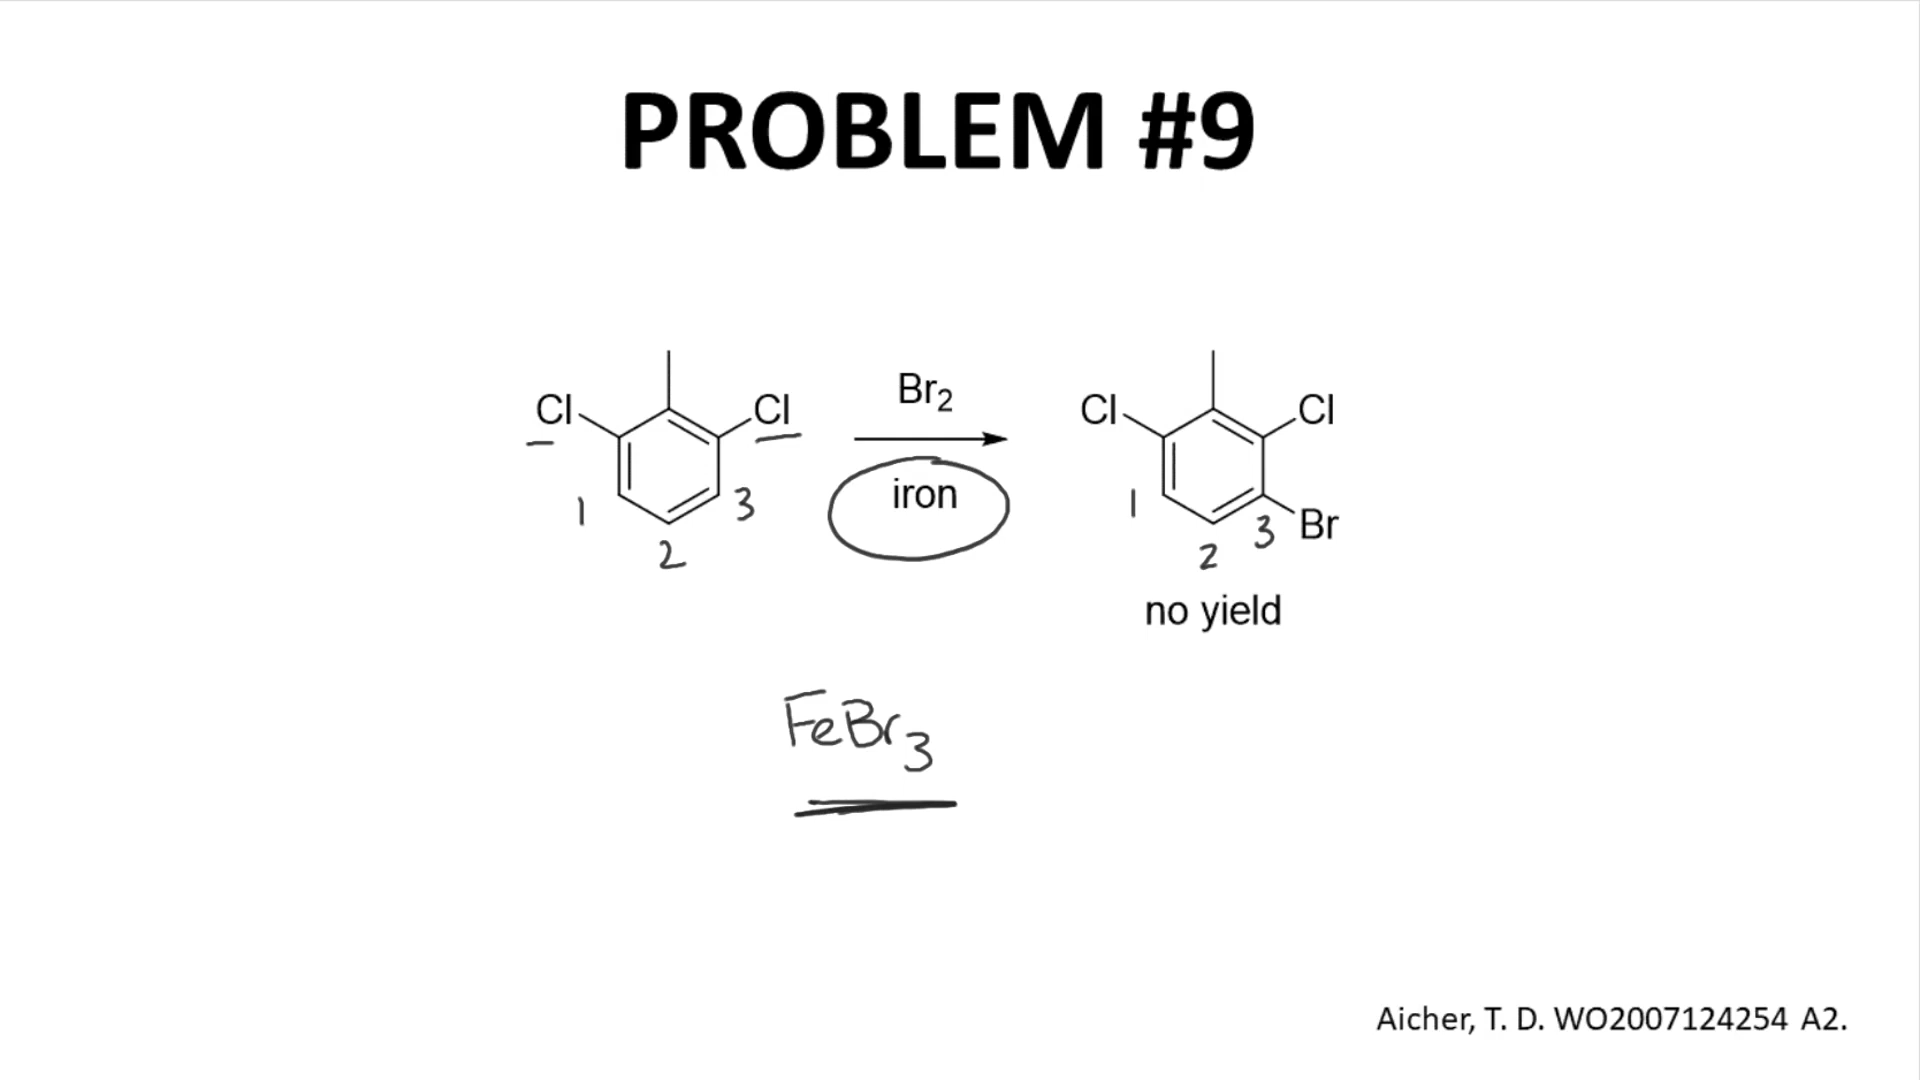 PROBLEM #9
Cl Cl
Br2
iron
1 2 3
Cl Cl
1 2 3 Br
no yield
FeBr3
Aicher, T. D. WO2007124254 A2.